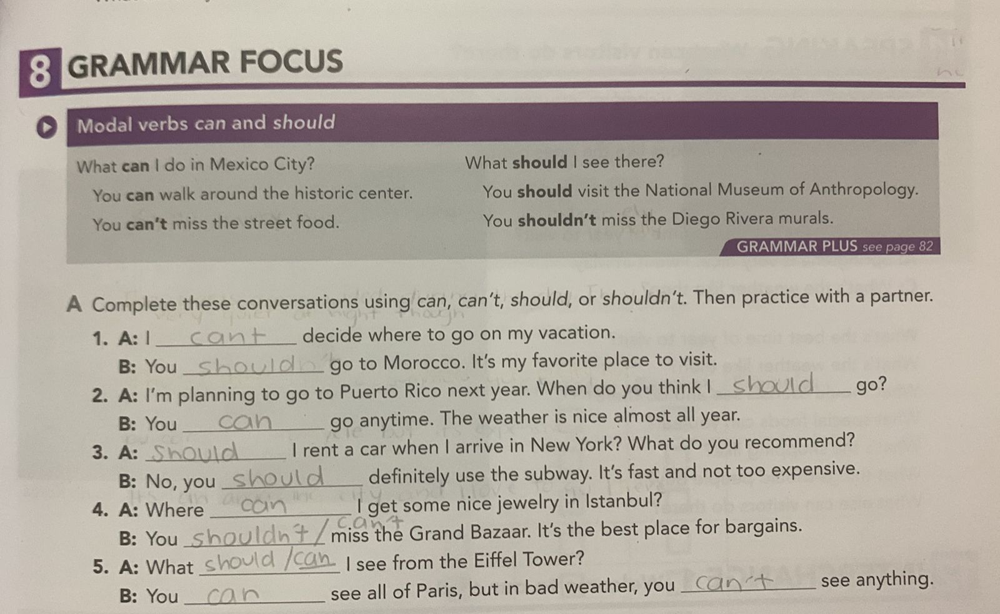 8 GRAMMAR FOCUS
Modal verbs can and should
What can I do in Mexico City?
You can walk around the historic center.
You can't miss the street food.
What should I see there?
You should visit the National Museum of Anthropology.
You shouldn't miss the Diego Rivera murals.
GRAMMAR PLUS see page 82
A Complete these conversations using can, can't, should, or shouldn't. Then practice with a partner.
1. A: I cant decide where to go on my vacation.
B: You should go to Morocco. It's my favorite place to visit.
2. A: I'm planning to go to Puerto Rico next year. When do you think I should go?
B: You can go anytime. The weather is nice almost all year.
3. A: should I rent a car when I arrive in New York? What do you recommend?
B: No, you should definitely use the subway. It's fast and not too expensive.
4. A: Where can I get some nice jewelry in Istanbul?
B: You shouldnt / can't miss the Grand Bazaar. It's the best place for bargains.
5. A: What should /can I see from the Eiffel Tower?
B: You can see all of Paris, but in bad weather, you can't see anything.